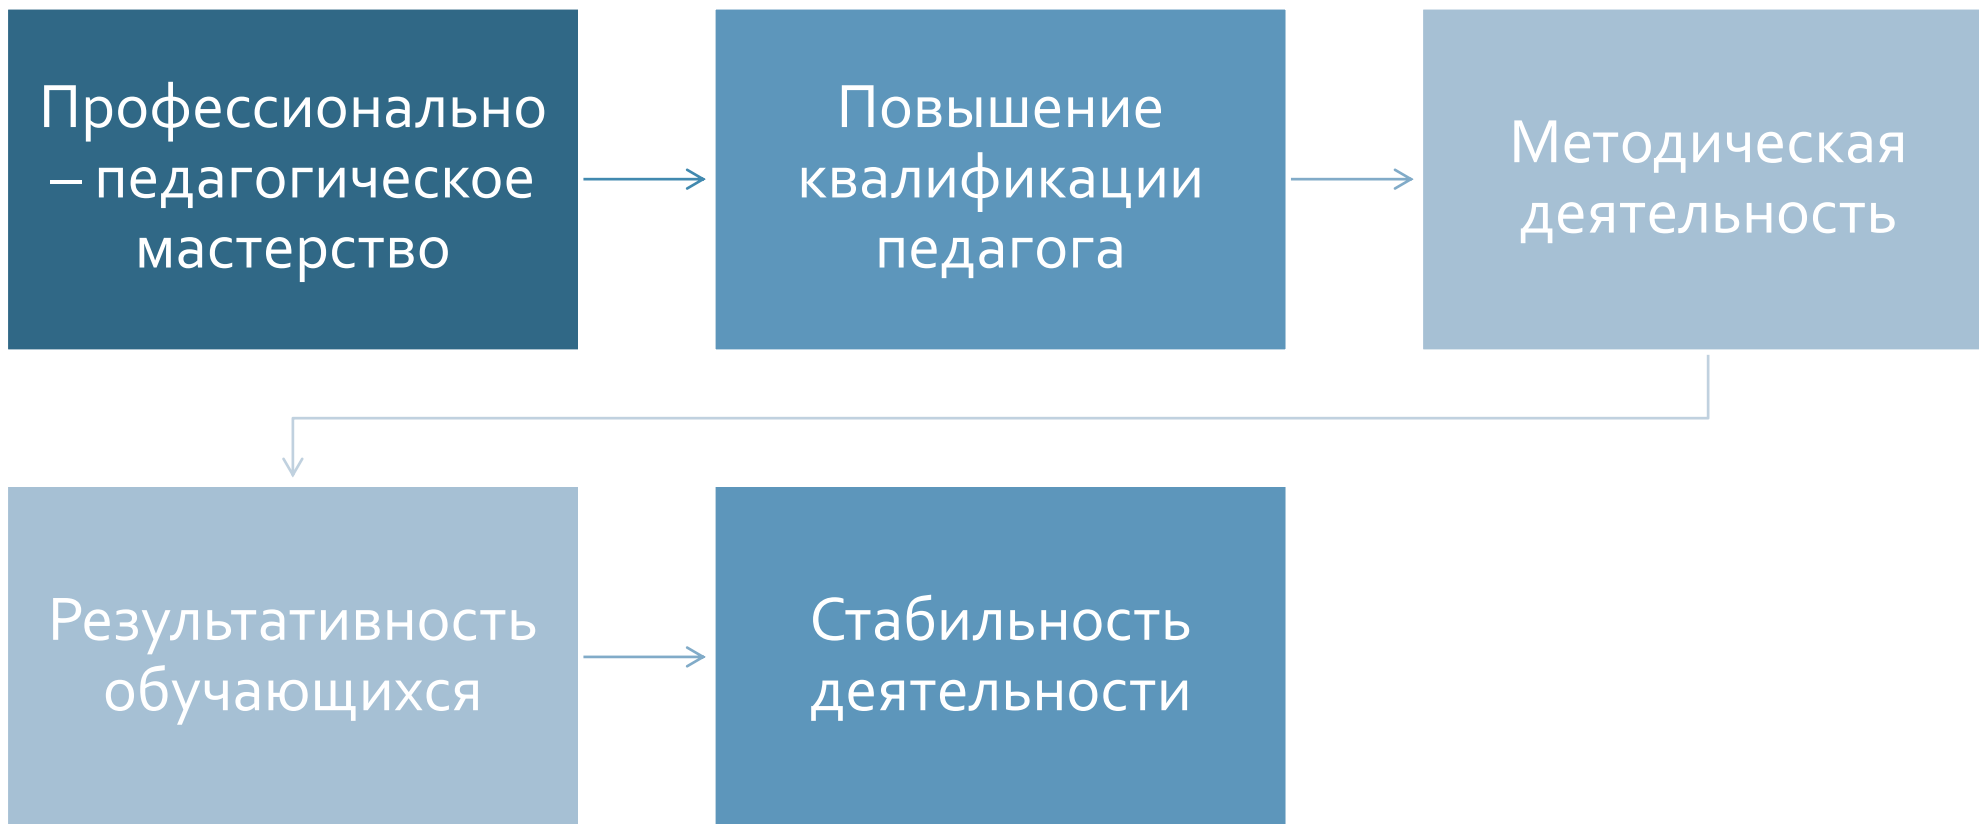 Профессионально
– педагогическое
мастерство
Повышение
квалификации
педагога
Методическая
деятельность
Результативность
обучающихся
Стабильность
деятельности